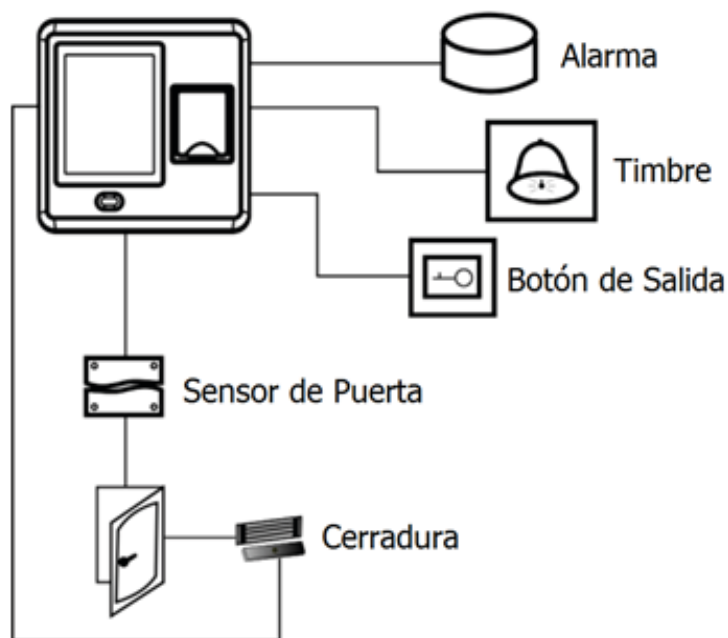 Alarma
Timbre
Botón de Salida
Sensor de Puerta
Cerradura